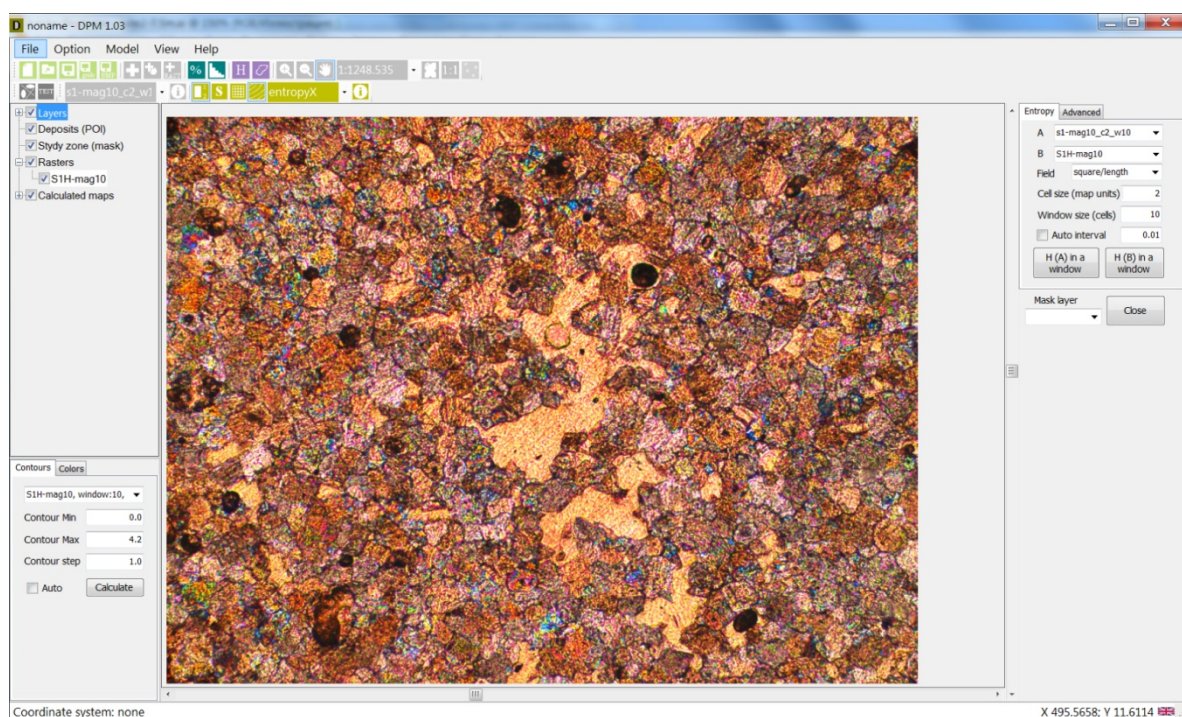 noname - DPM 1.03
File Option Model View Help
% H 1:1248.535 1:1
TEST s1-mag10_c2_w1 S entropyX
Layers
Deposits (POI)
Stydy zone (mask)
Rasters
S1H-mag10
Calculated maps
Contours Colors
S1H-mag10, window:10,
Contour Min 0.0
Contour Max 4.2
Contour step 1.0
Auto Calculate
Entropy Advanced
A s1-mag10_c2_w10
B S1H-mag10
Field square/length
Cell size (map units) 2
Window size (cells) 10
Auto interval 0.01
H (A) in a window H (B) in a window
Mask layer
Close
Coordinate system: none X 495.5658; Y 11.6114